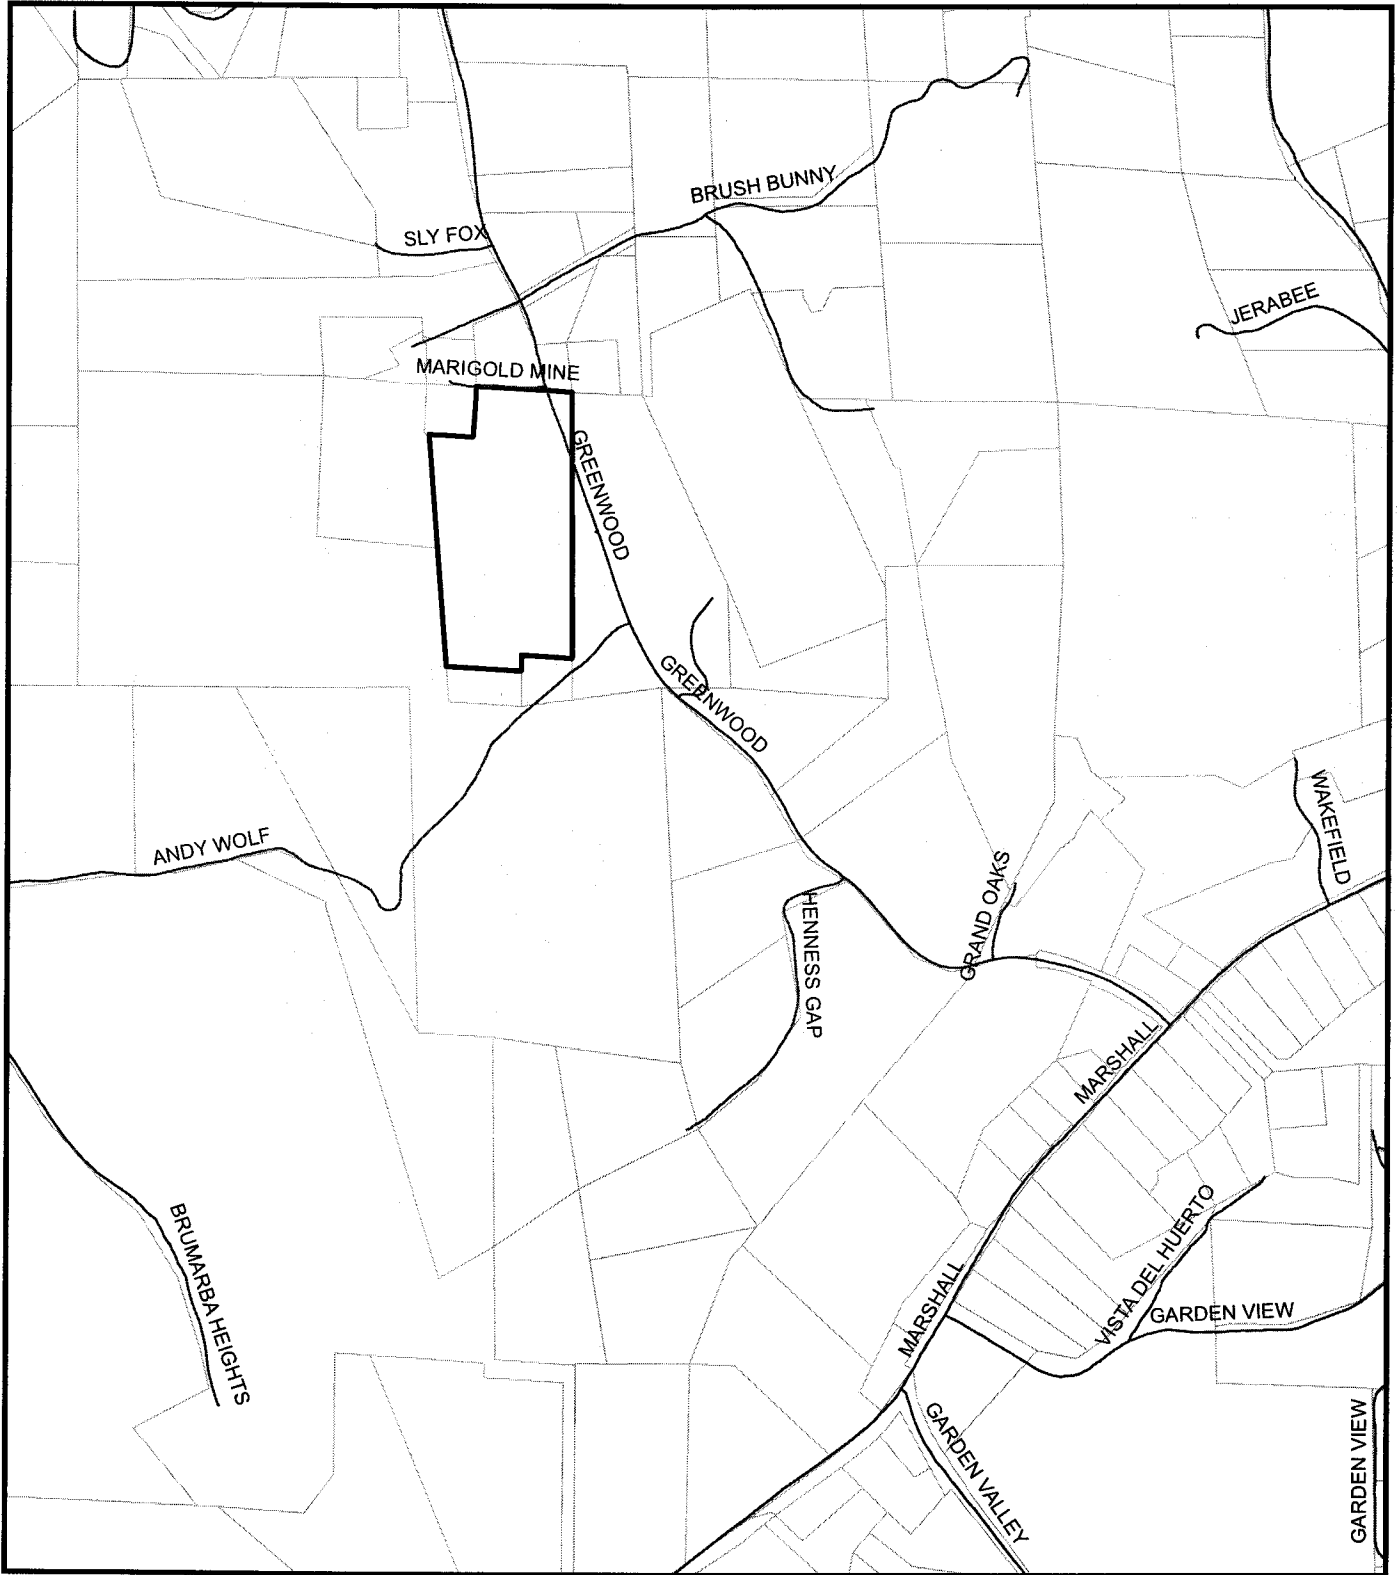 BRUSH BUNNY
SLY FOX
JERABEE
MARIGOLD MINE
GREENWOOD
GREENWOOD
WAKEFIELD
ANDY WOLF
GRAND OAKS
HENNESS GAP
MARSHALL
BRUMARBA HEIGHTS
VISTA DEL HUERTO
MARSHALL
GARDEN VIEW
GARDEN VALLEY
GARDEN VIEW